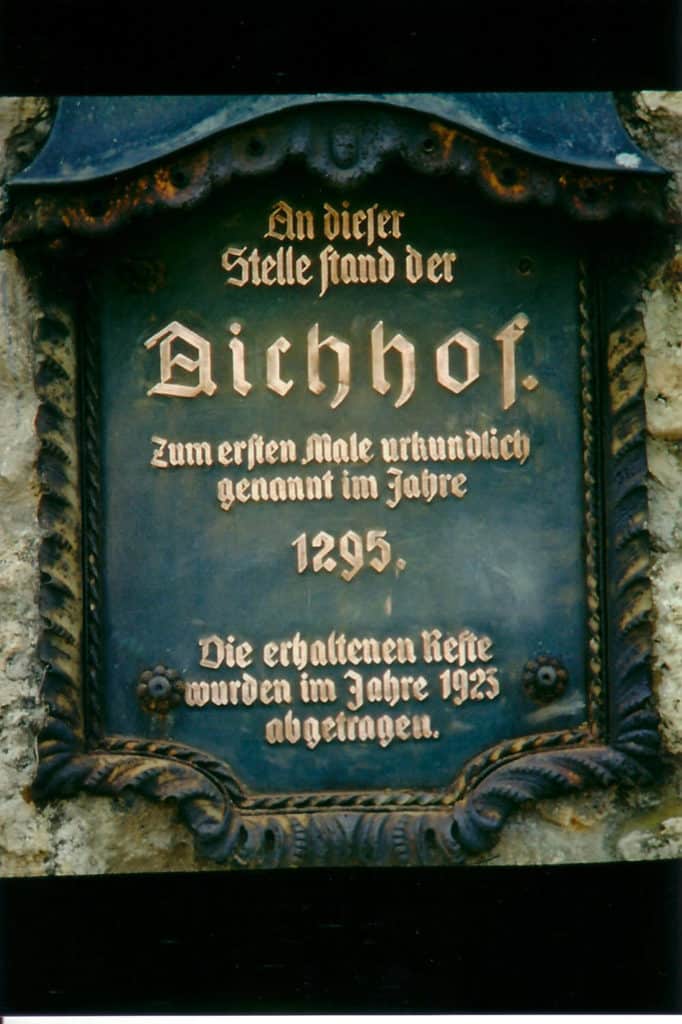 An dieſer
Stelle ſtand der
Aichhof.
Zum erſten Male urkundlich
genannt im Jahre
1295.
Die erhaltenen Reſte
wurden im Jahre 1925
abgetragen.